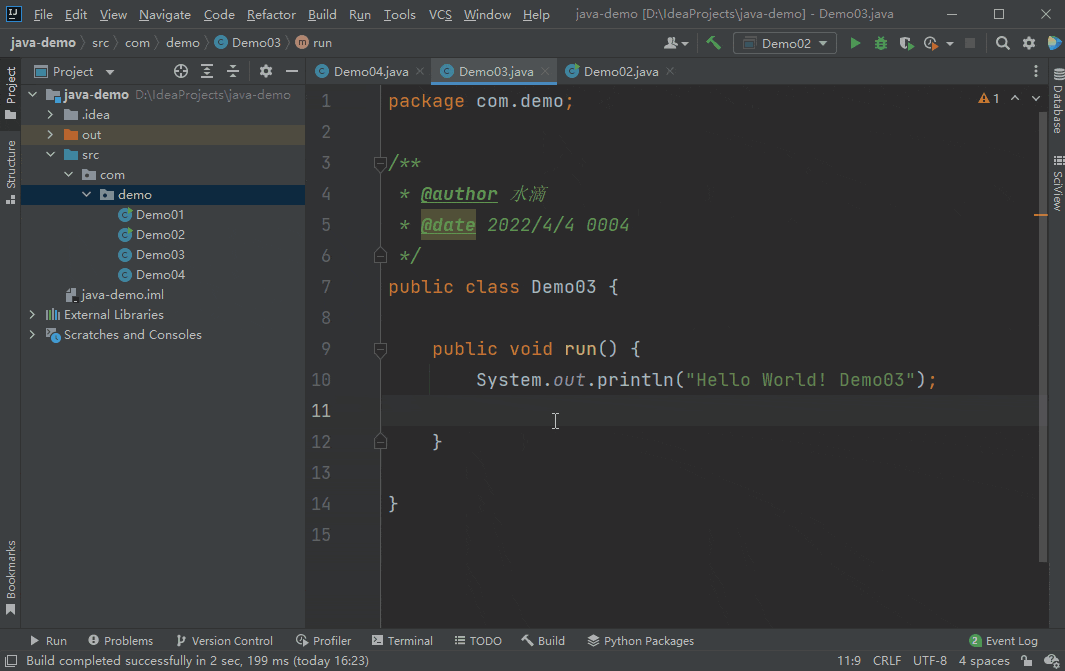 File Edit View Navigate Code Refactor Build Run Tools VCS Window Help java-demo [D:\IdeaProjects\java-demo] - Demo03.java
java-demo src com demo Demo03 run Demo02
Project
Demo04.java Demo03.java Demo02.java
Project
Structure
Bookmarks
java-demo D:\IdeaProjects\java-demo
.idea
out
src
com
demo
Demo01
Demo02
Demo03
Demo04
java-demo.iml
External Libraries
Scratches and Consoles
1 package com.demo;
2
3 /**
4 * @author 水滴
5 * @date 2022/4/4 0004
6 */
7 public class Demo03 {
8
9 public void run() {
10 System.out.println("Hello World! Demo03");
11
12 }
13
14 }
15
1
Database
SciView
Run Problems Version Control Profiler Terminal TODO Build Python Packages 2 Event Log
Build completed successfully in 2 sec, 199 ms (today 16:23) 11:9 CRLF UTF-8 4 spaces